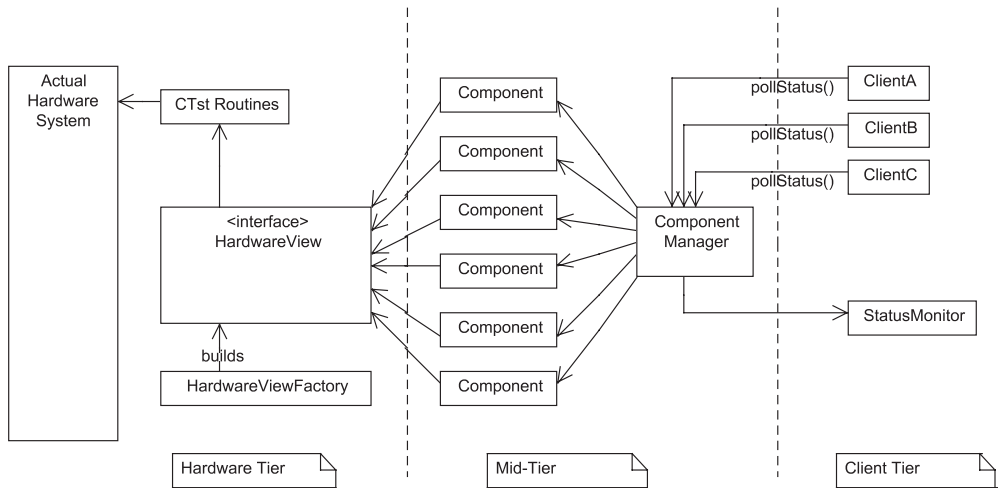 Actual
Hardware
System
CTst Routines
<interface>
HardwareView
builds
HardwareViewFactory
Hardware Tier
Component
Component
Component
Component
Component
Component
Mid-Tier
Component
Manager
pollStatus()
ClientA
pollStatus()
ClientB
pollStatus()
ClientC
StatusMonitor
Client Tier